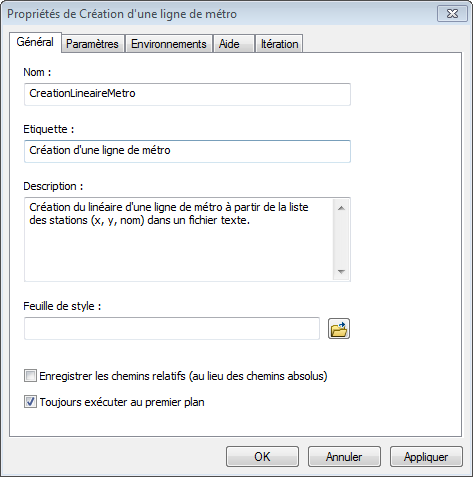 Propriétés de Création d'une ligne de métro
Général Paramètres Environnements Aide Itération
Nom :
CreationLineaireMetro
Etiquette :
Création d'une ligne de métro
Description :
Création du linéaire d'une ligne de métro à partir de la liste
des stations (x, y, nom) dans un fichier texte.
Feuille de style :
Enregistrer les chemins relatifs (au lieu des chemins absolus)
Toujours exécuter au premier plan
OK Annuler Appliquer